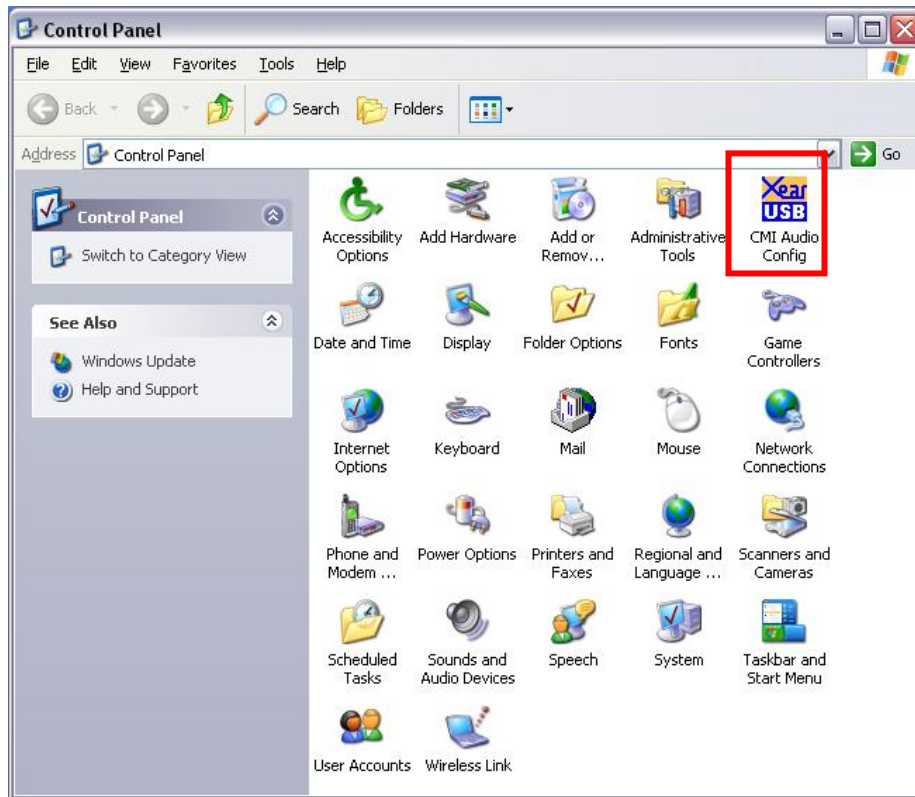 Control Panel
File Edit View Favorites Tools Help
Back Search Folders
Address Control Panel Go
Control Panel
Switch to Category View
See Also
Windows Update
Help and Support
Xear
USB
Accessibility Options
Add Hardware
Add or Remov...
Administrative Tools
CMI Audio Config
Date and Time
Display
Folder Options
Fonts
Game Controllers
Internet Options
Keyboard
Mail
Mouse
Network Connections
Phone and Modem ...
Power Options
Printers and Faxes
Regional and Language ...
Scanners and Cameras
Scheduled Tasks
Sounds and Audio Devices
Speech
System
Taskbar and Start Menu
User Accounts
Wireless Link